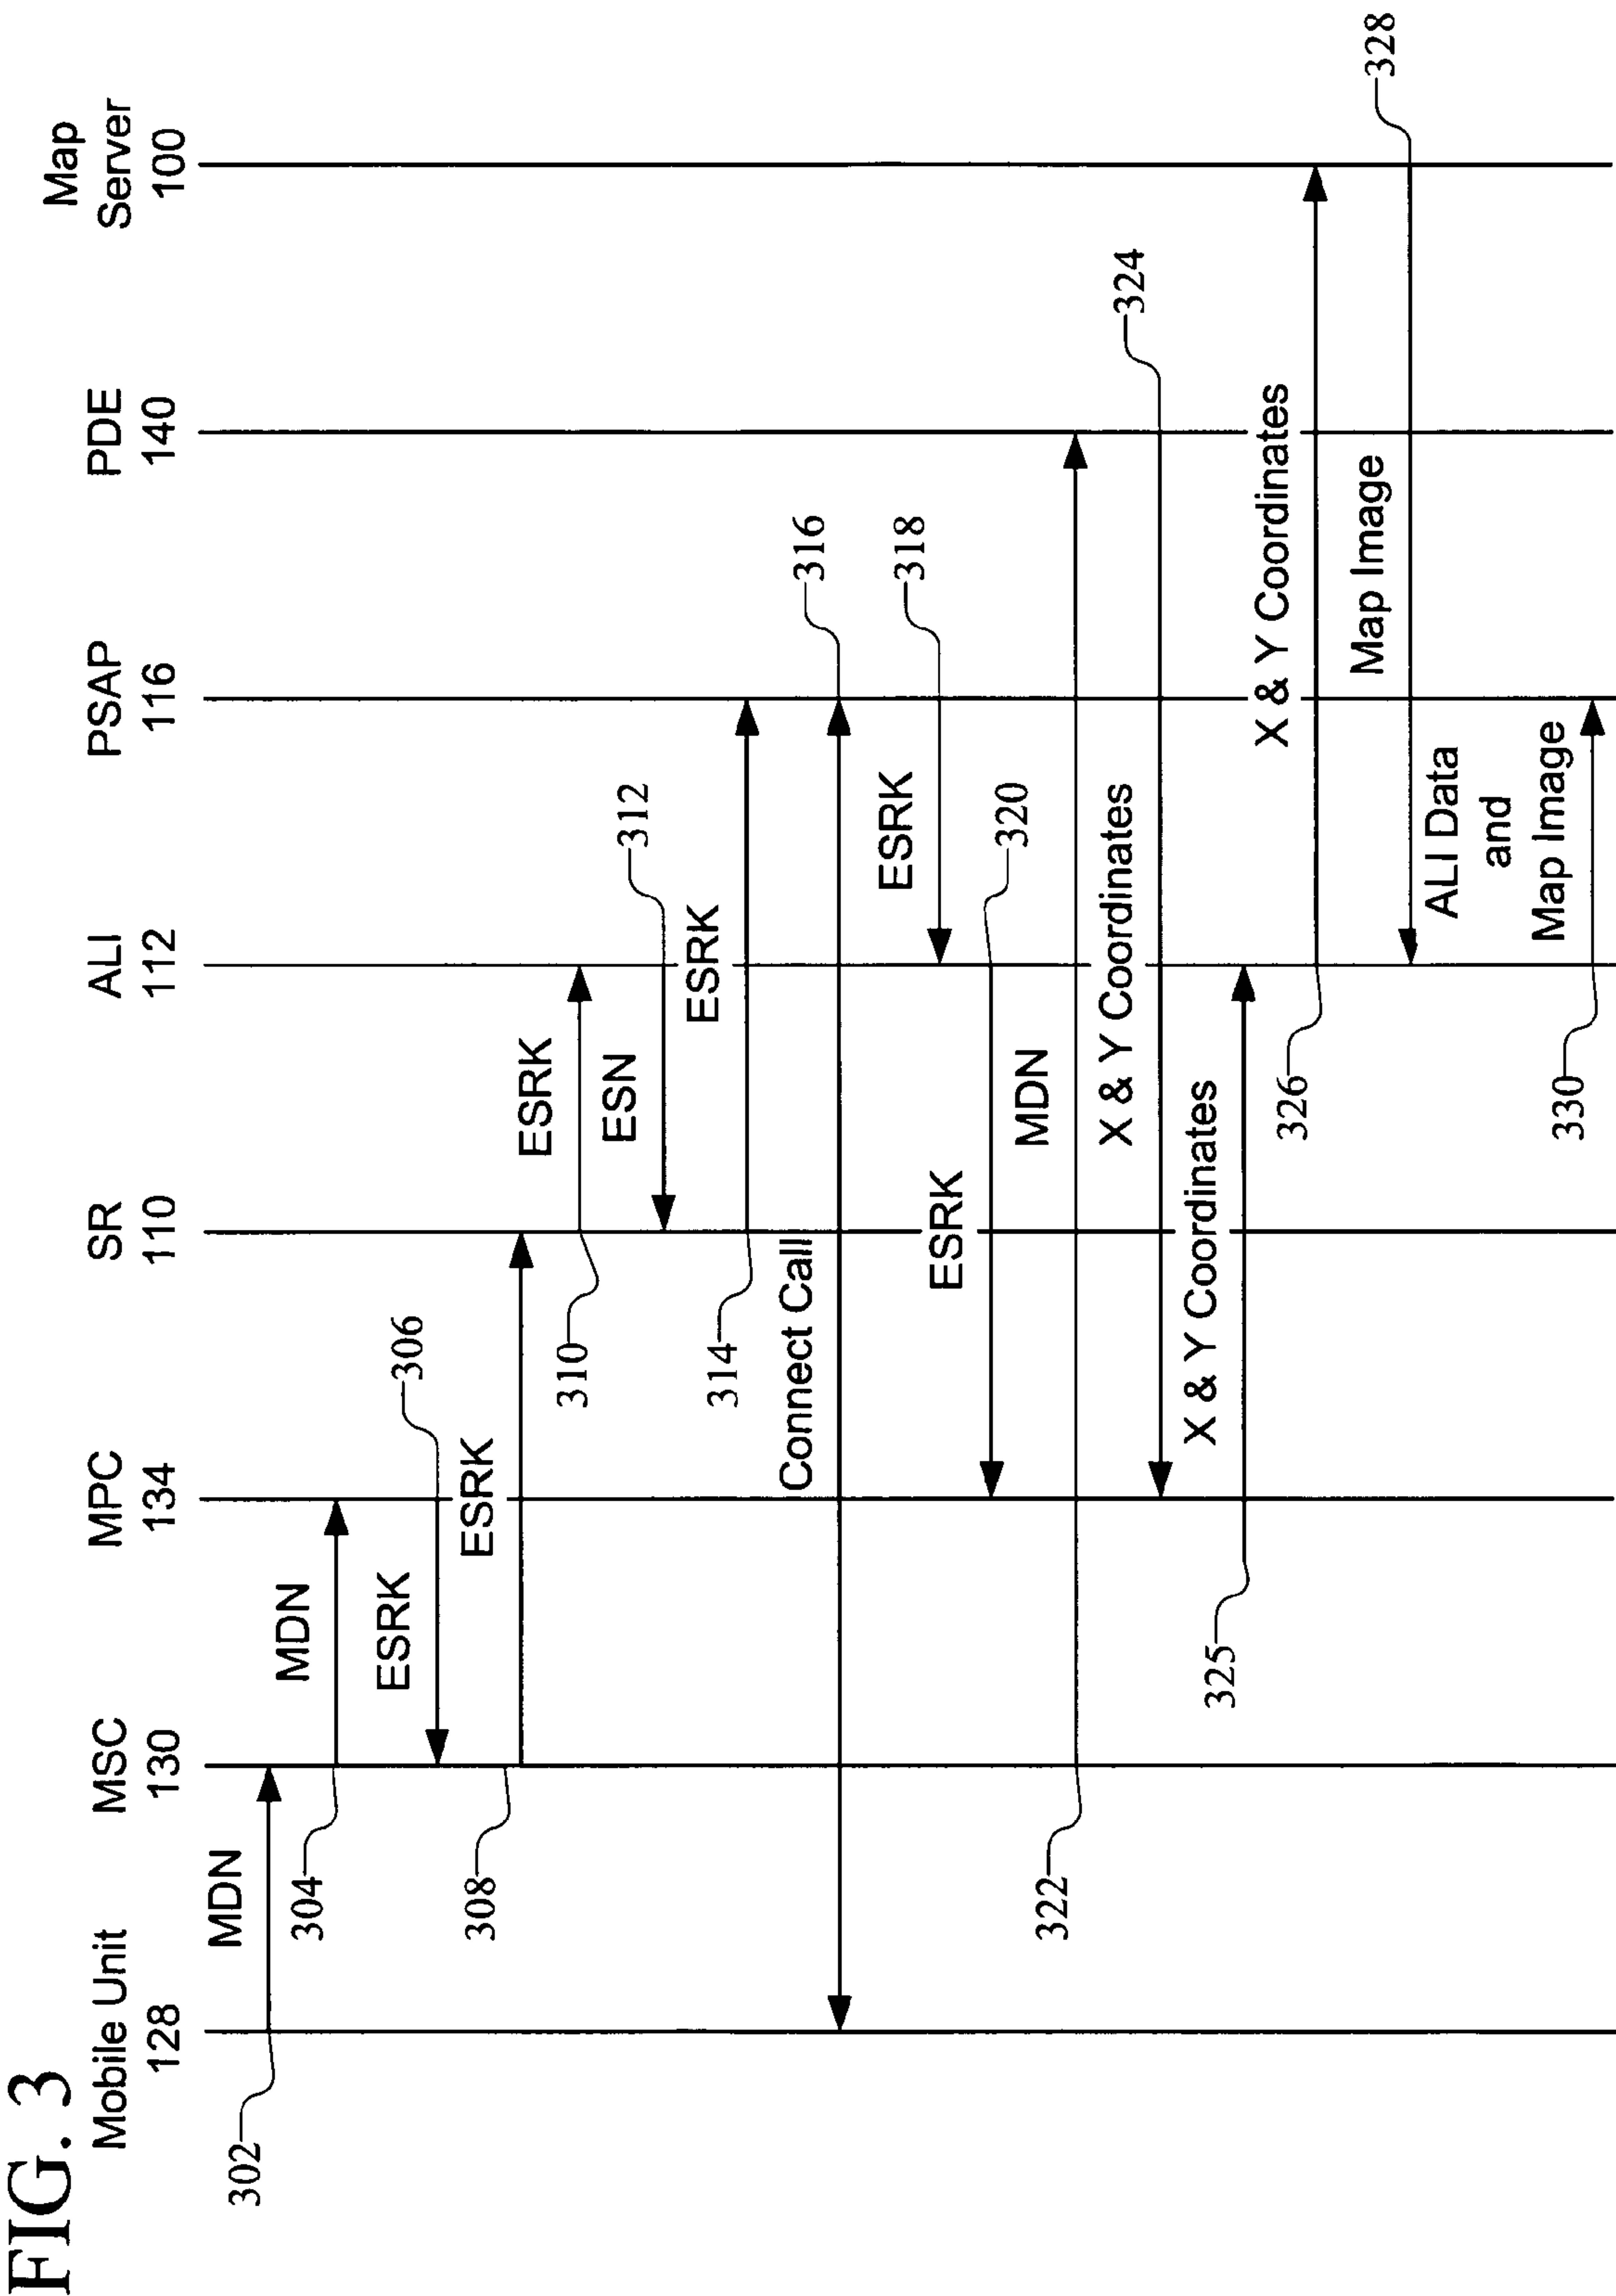 FIG. 3
Mobile Unit
128
MSC
130
MPC
134
SR
110
ALI
112
PSAP
116
PDE
140
Map
Server
100
302
MDN
304
MDN
ESRK
306
308
ESRK
310
ESRK
ESN
312
314
ESRK
Connect Call
316
ESRK
318
ESRK
320
322
MDN
X & Y Coordinates
324
325
X & Y Coordinates
326
X & Y Coordinates
Map Image
328
330
ALI Data
and
Map Image